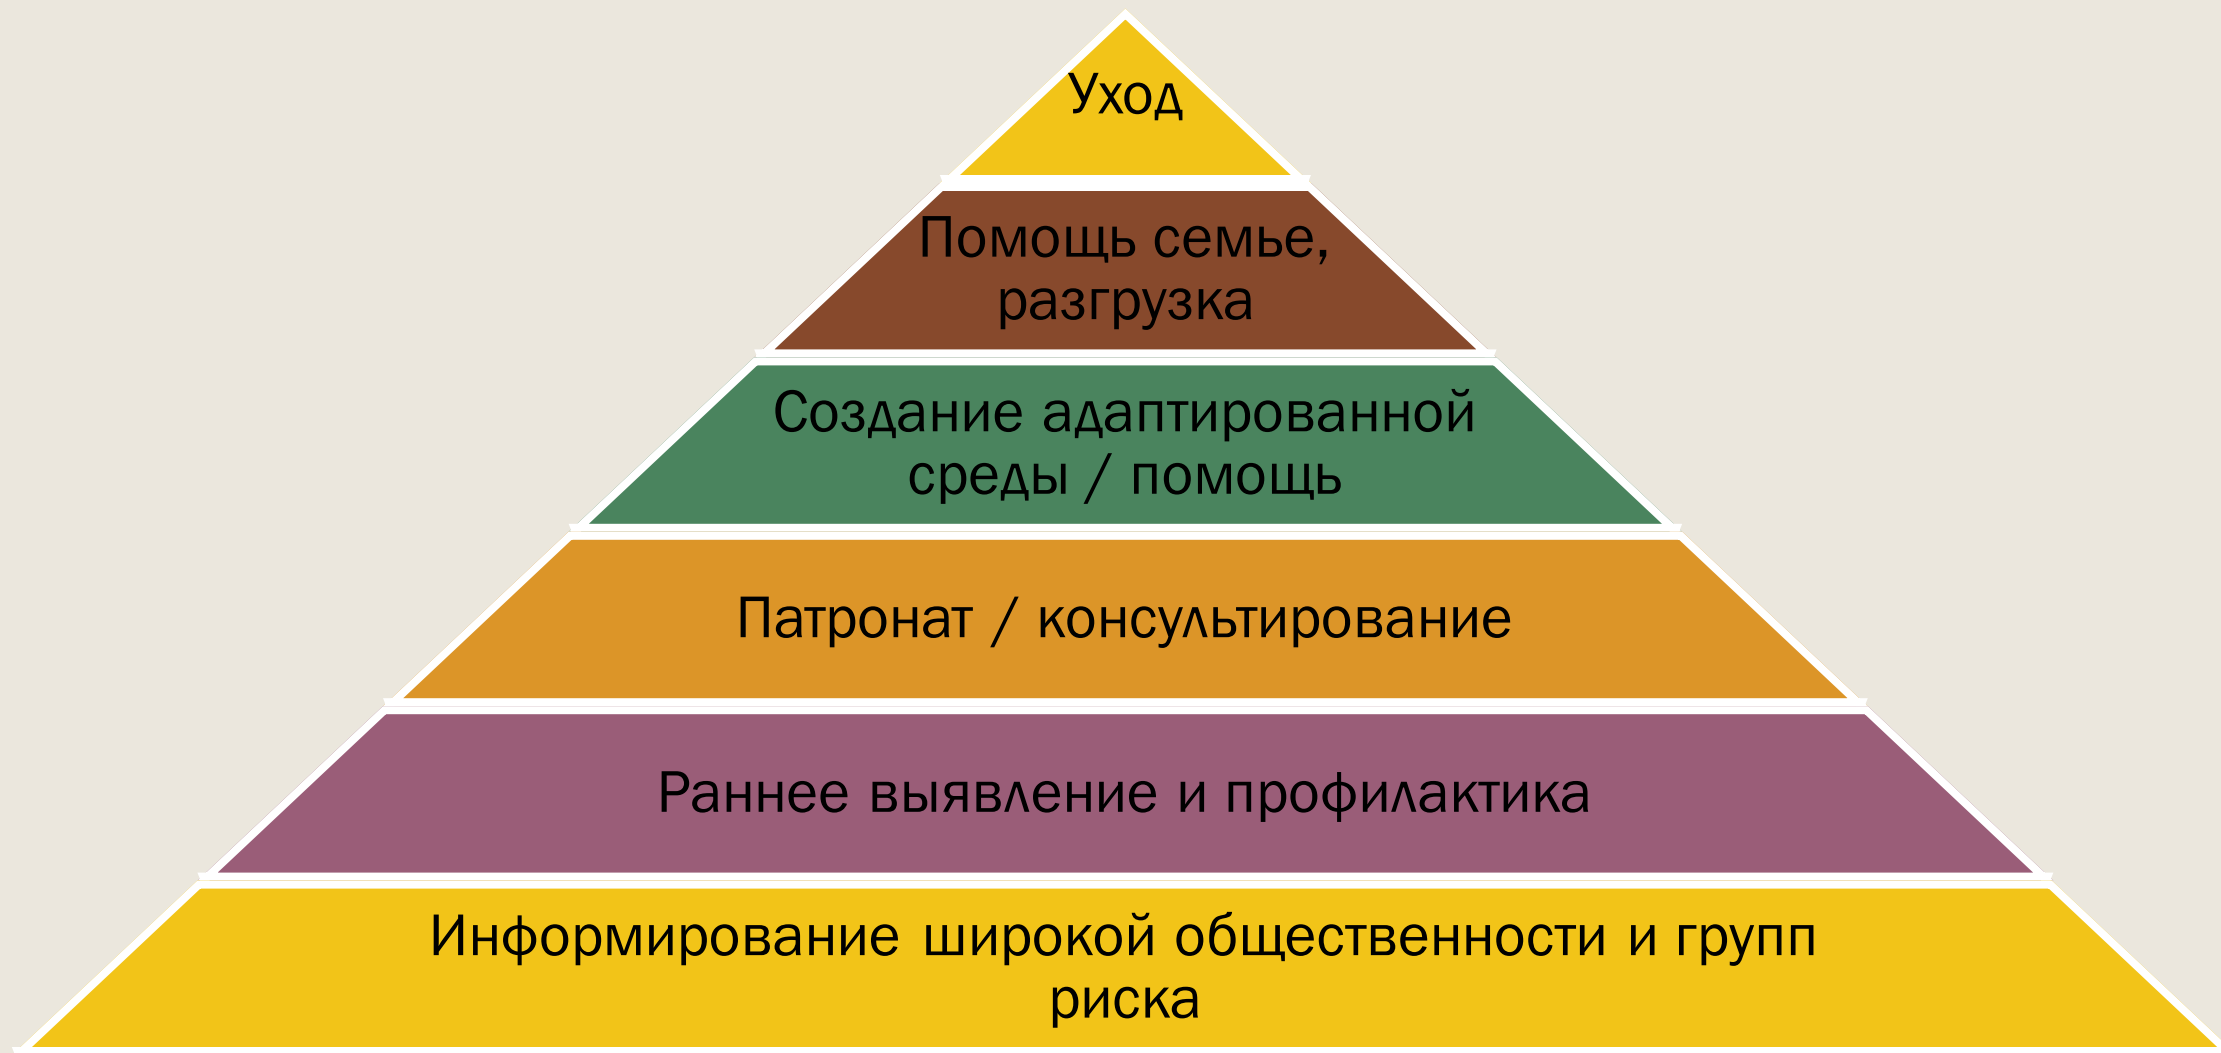 Уход
Помощь семье,
разгрузка
Создание адаптированной
среды / помощь
Патронат / консультирование
Раннее выявление и профилактика
Информирование широкой общественности и групп
риска